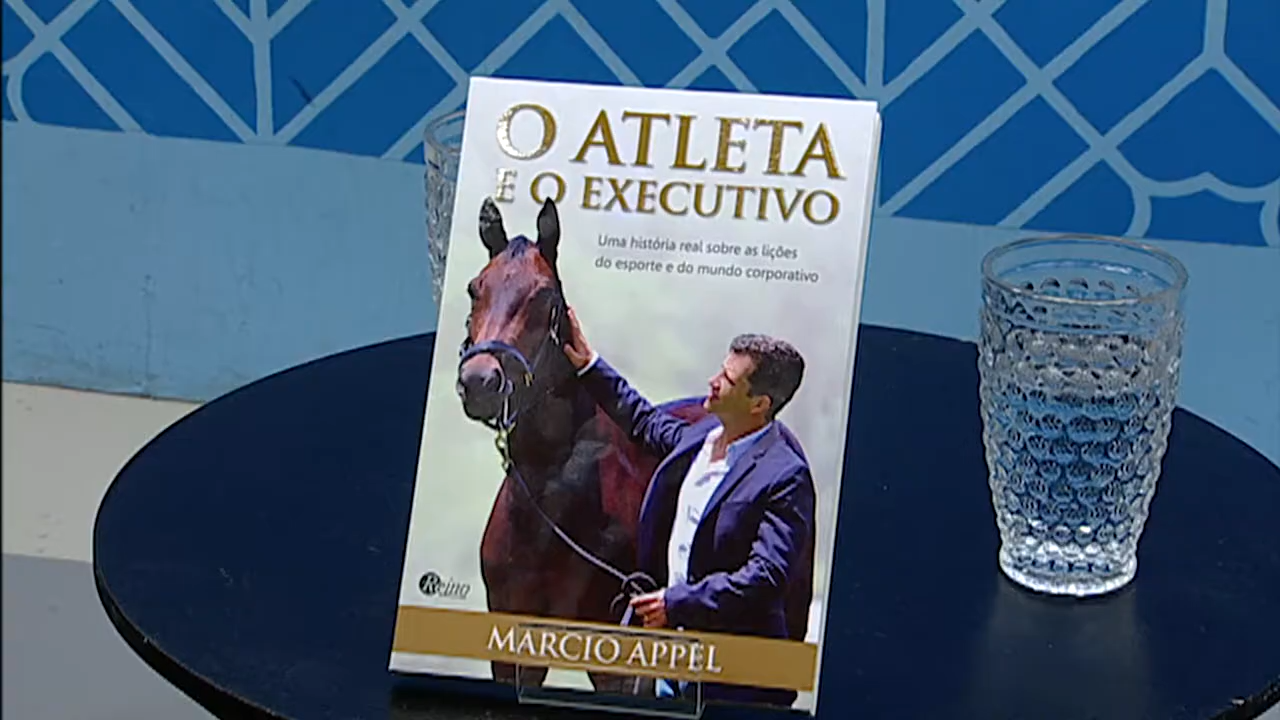 O ATLETA
E O EXECUTIVO
Uma história real sobre as lições
do esporte e do mundo corporativo
Reino
MARCIO APPEL